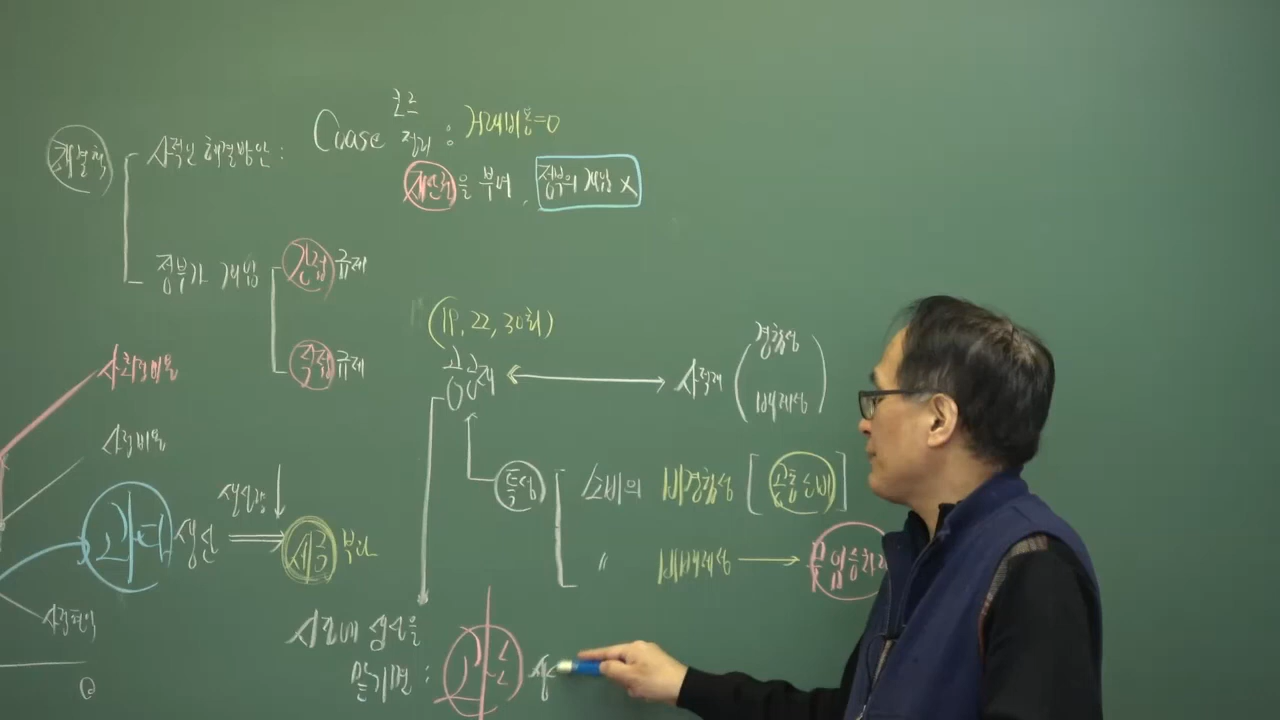 해결책
사적인 해결방안 :
Coase
코즈
정리 : 거래비용=0
재산권을 부여, 정부의 개입 X
정부가 개입
간접 규제
직접 규제
(19, 22, 30회)
공공재
사적재
경합성
배제성
특성
소비의 비경합성 [공동소비]
〃 비배제성
무임승차
사회적비용
사적비용
과대 생산
생산량
세금 부과
사적편익
Q
시장에 생산을
맡기면 : 과소